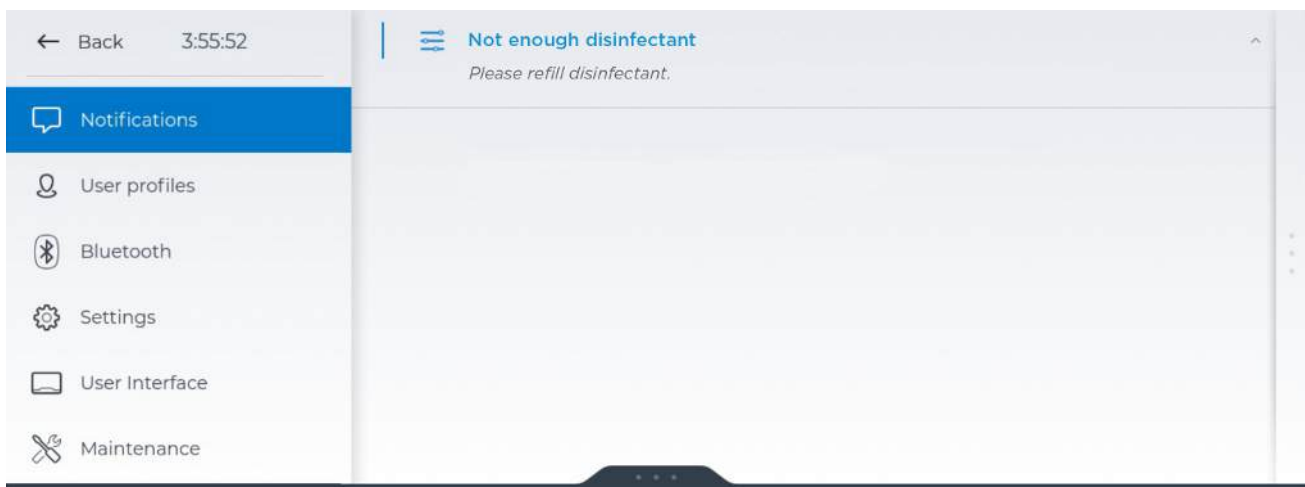 Back 3:55:52
Notifications
User profiles
Bluetooth
Settings
User Interface
Maintenance
Not enough disinfectant
Please refill disinfectant.